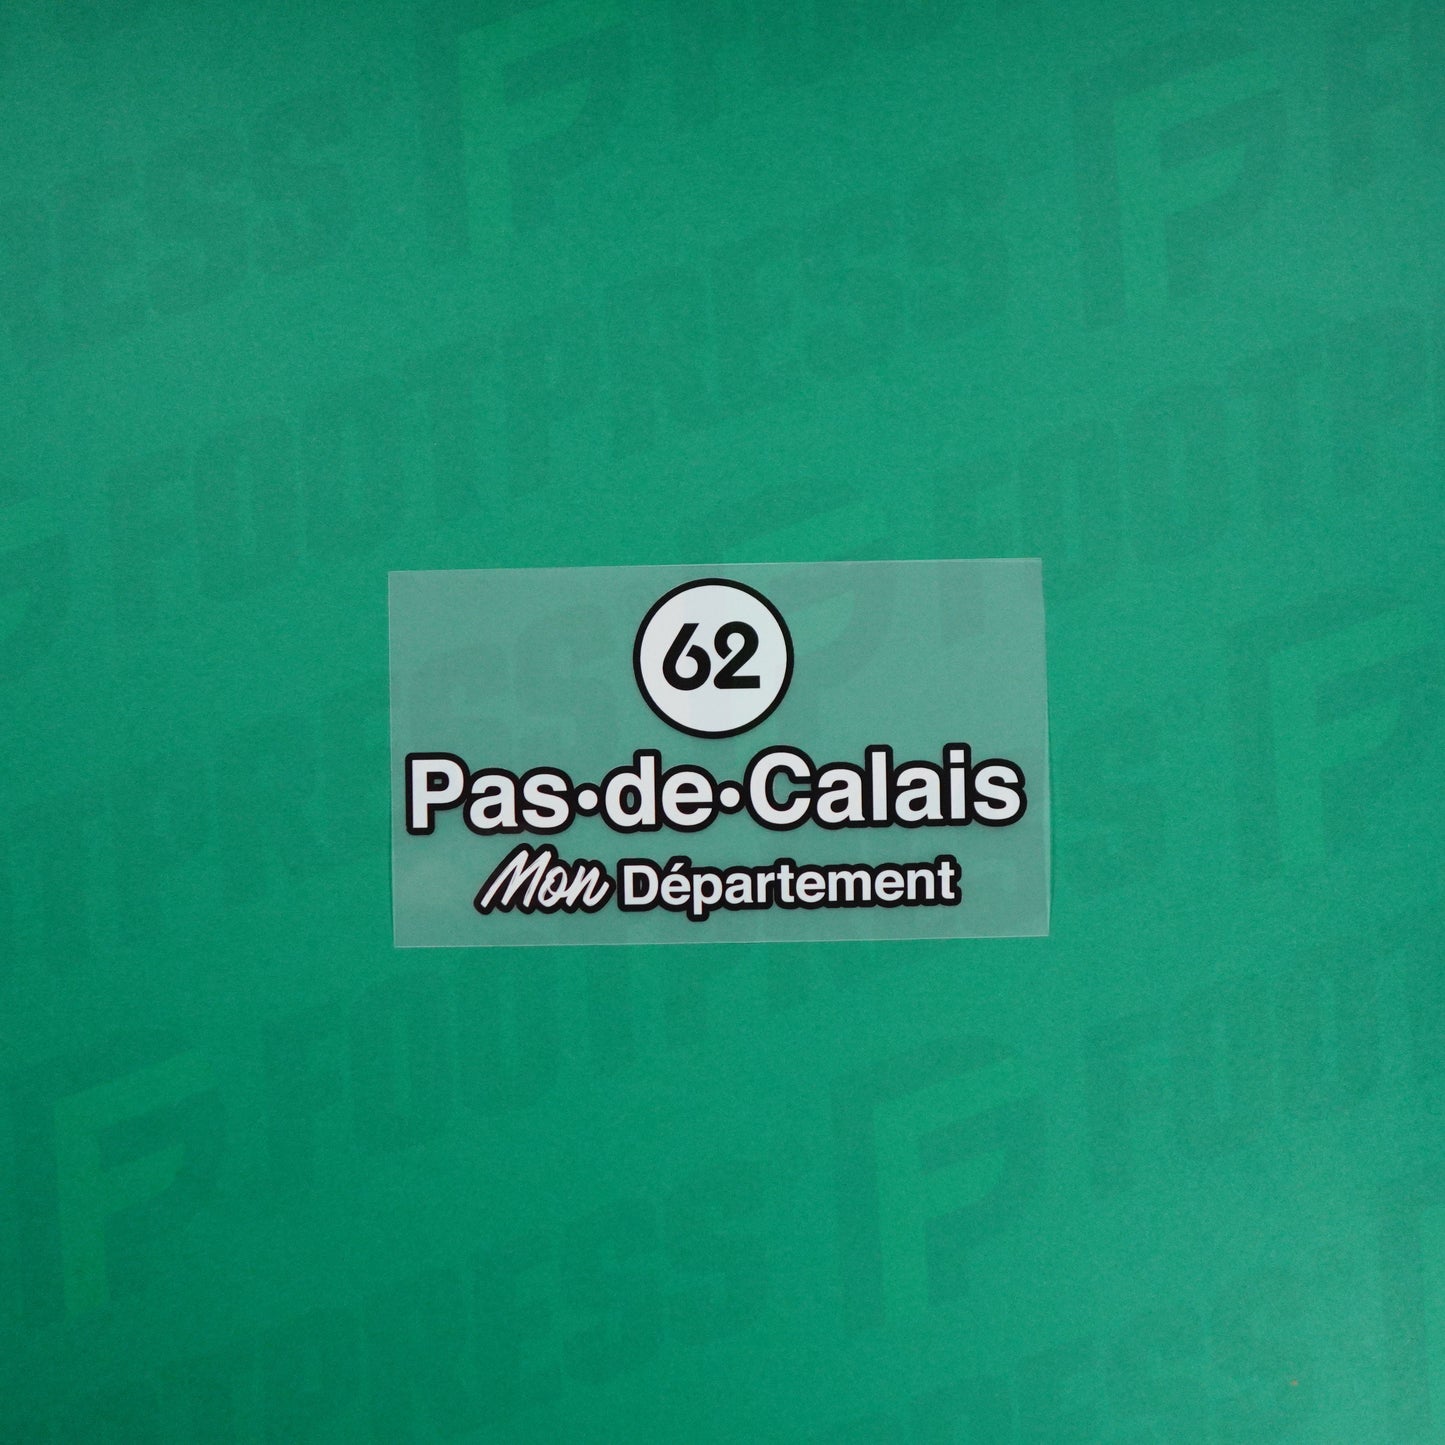 62
Pas•de•Calais
Mon Département